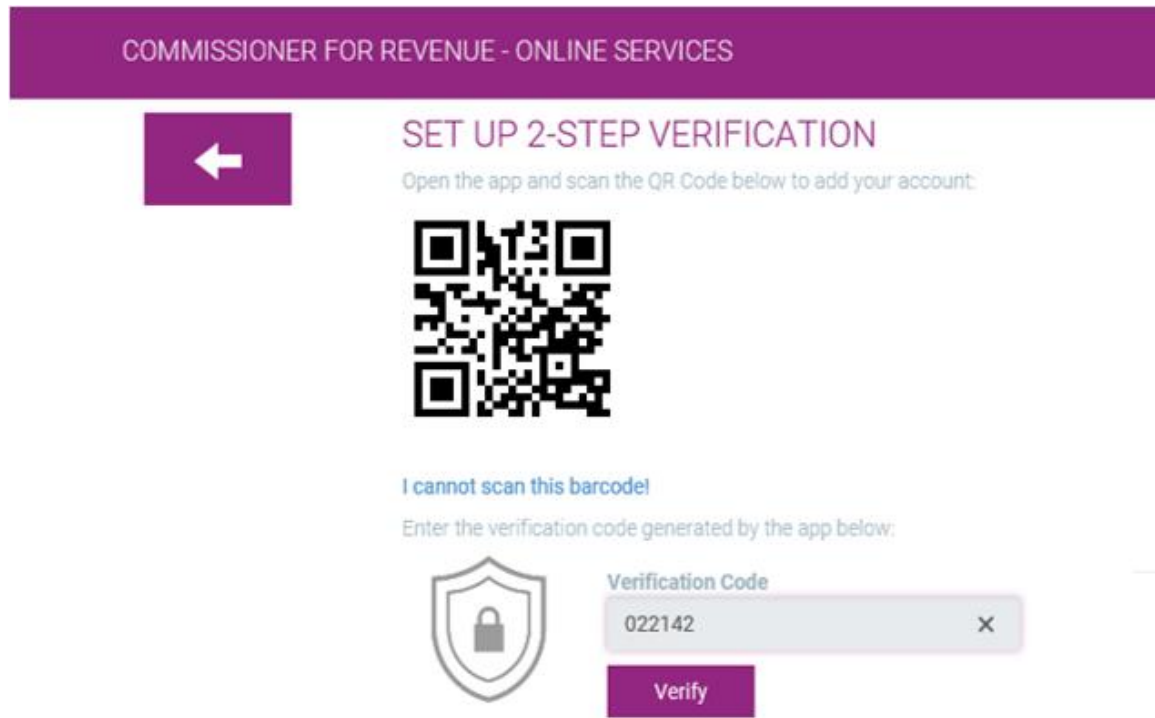 COMMISSIONER FOR REVENUE - ONLINE SERVICES
SET UP 2-STEP VERIFICATION
Open the app and scan the QR Code below to add your account:
I cannot scan this barcode!
Enter the verification code generated by the app below:
Verification Code
022142
Verify